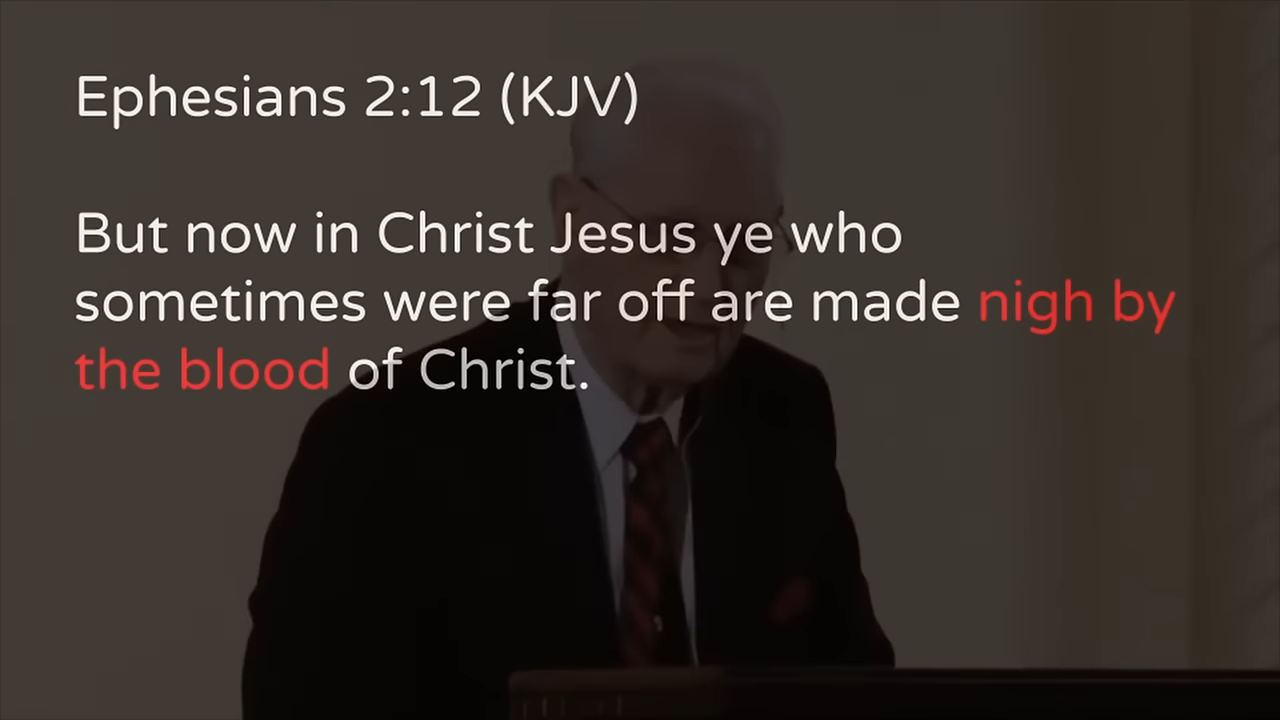 Ephesians 2:12 (KJV)
But now in Christ Jesus ye who
sometimes were far off are made nigh by
the blood of Christ.